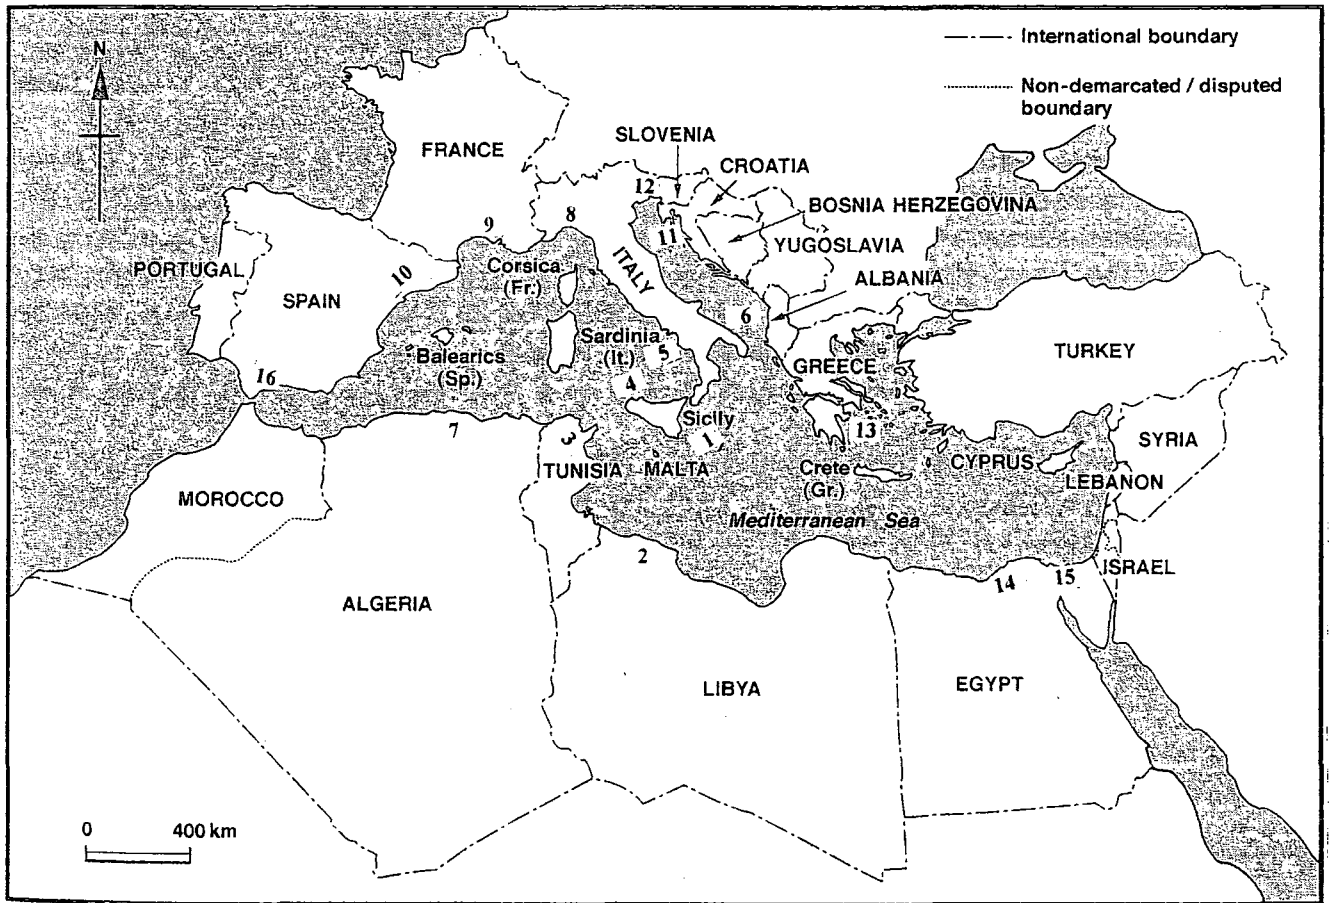 N
International boundary
Non-demarcated / disputed
boundary
SLOVENIA
FRANCE
CROATIA
12
BOSNIA HERZEGOVINA
9
8
11
YUGOSLAVIA
PORTUGAL
10
Corsica
(Fr.)
ITALY
ALBANIA
SPAIN
6
Sardinia
(It.)
5
TURKEY
Balearics
(Sp.)
GREECE
16
4
Sicily
7
3
1
13
SYRIA
TUNISIA
MALTA
Crete
(Gr.)
CYPRUS
LEBANON
MOROCCO
Mediterranean Sea
2
14
15
ISRAEL
ALGERIA
LIBYA
EGYPT
0
400 km